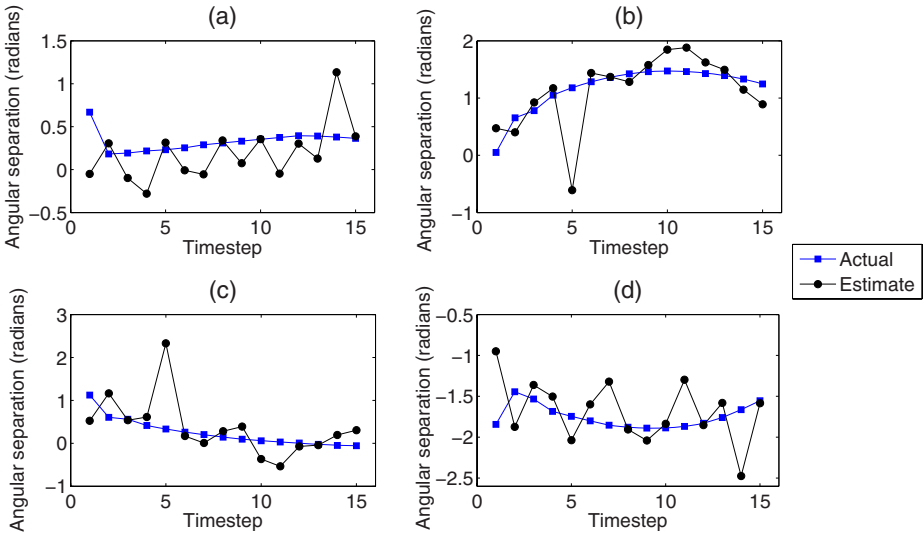 (a)
Angular separation (radians)
1.5
1
0.5
0
−0.5
0
5
10
15
Timestep
(b)
Angular separation (radians)
2
1
0
−1
0
5
10
15
Timestep
Actual
Estimate
(c)
Angular separation (radians)
3
2
1
0
−1
0
5
10
15
Timestep
(d)
Angular separation (radians)
−0.5
−1
−1.5
−2
−2.5
0
5
10
15
Timestep